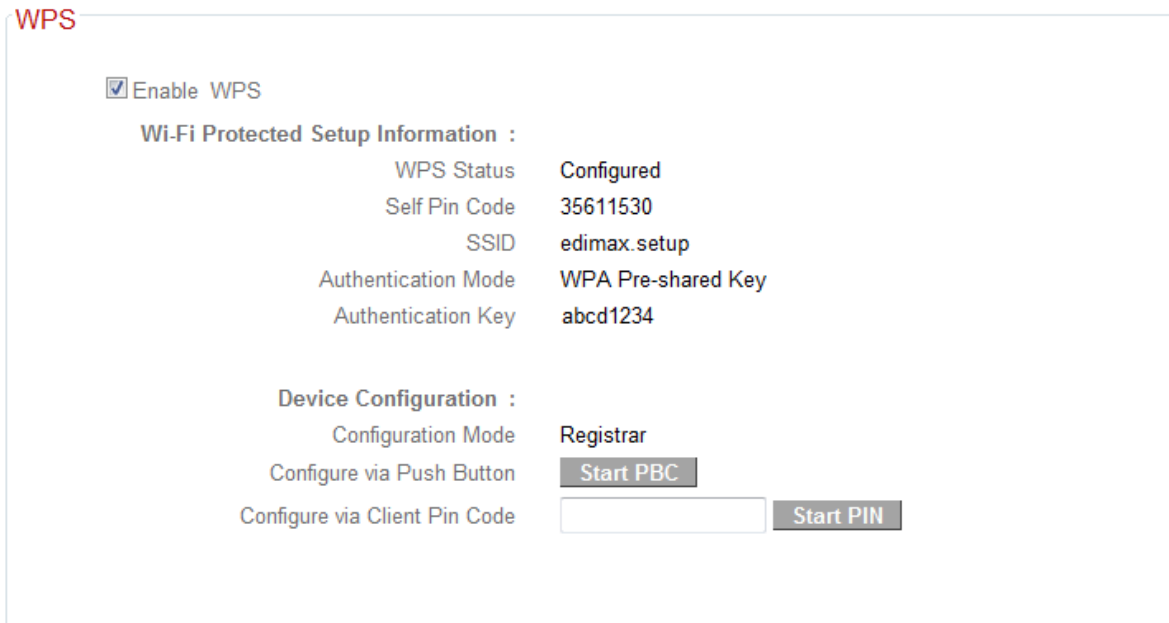 WPS
Enable WPS
Wi-Fi Protected Setup Information :
WPS Status Configured
Self Pin Code 35611530
SSID edimax.setup
Authentication Mode WPA Pre-shared Key
Authentication Key abcd1234
Device Configuration :
Configuration Mode Registrar
Configure via Push Button Start PBC
Configure via Client Pin Code Start PIN